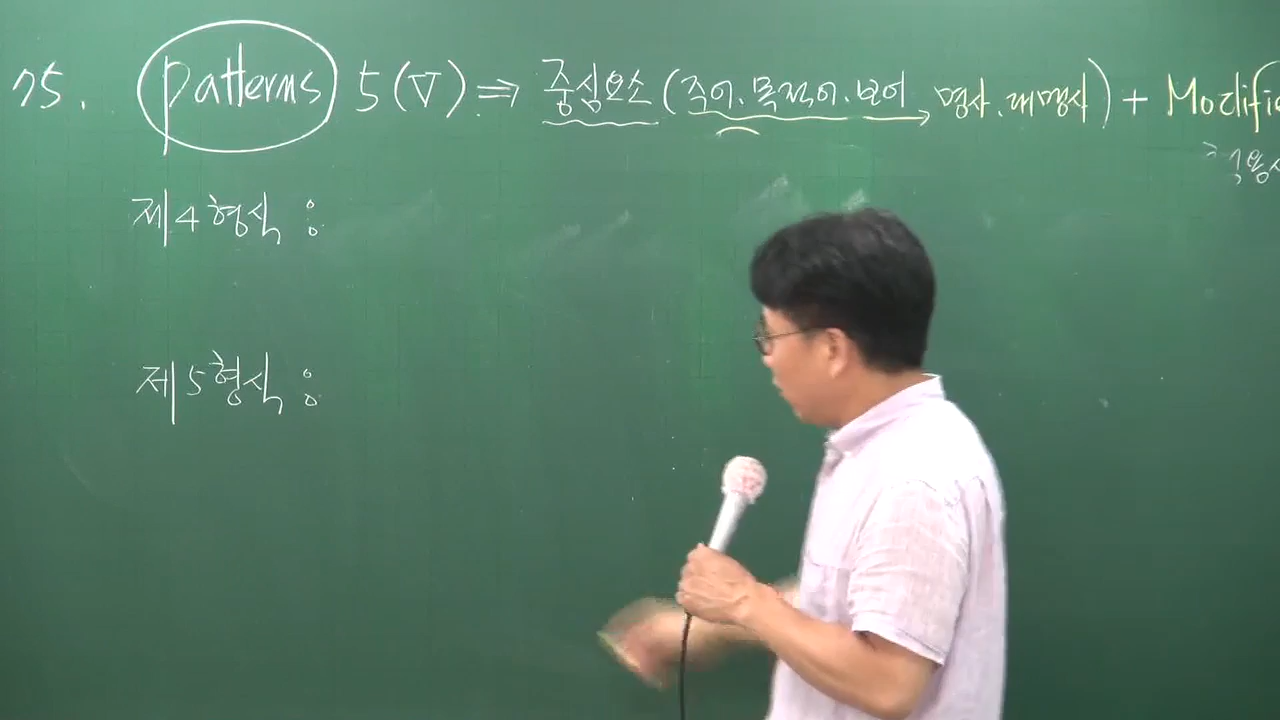 75. patterns 5(V) ⇒ 중심요소 (주어.목적어.보어 → 명사.대명사) + Modifie
제4형식 :
제5형식 :